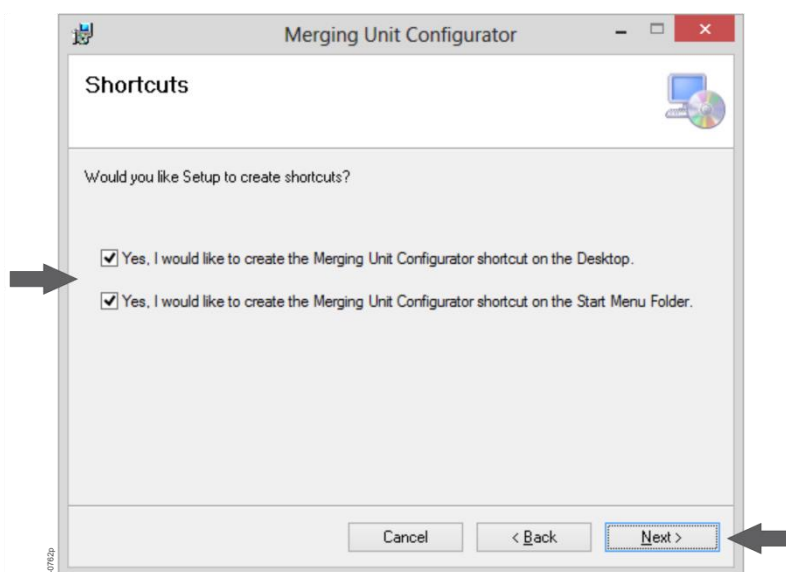 Merging Unit Configurator
Shortcuts
Would you like Setup to create shortcuts?
Yes, I would like to create the Merging Unit Configurator shortcut on the Desktop.
Yes, I would like to create the Merging Unit Configurator shortcut on the Start Menu Folder.
Cancel
< Back
Next >
-0762p